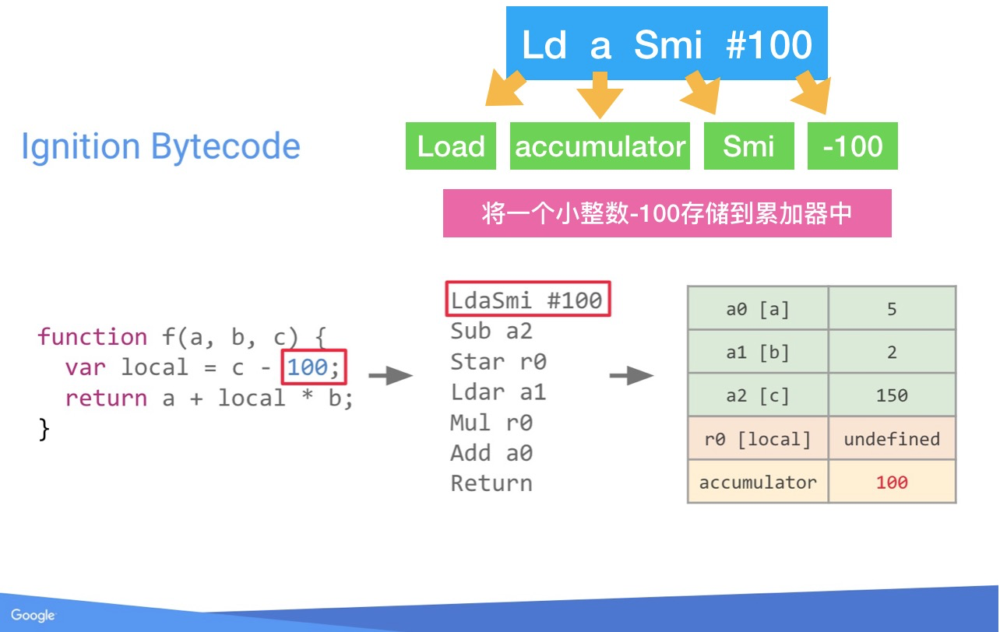 Ld a Smi #100
Load accumulator Smi -100
Ignition Bytecode
将一个小整数-100存储到累加器中
function f(a, b, c) {
  var local = c - 100;
  return a + local * b;
}
LdaSmi #100
Sub a2
Star r0
Ldar a1
Mul r0
Add a0
Return
a0 [a] 5
a1 [b] 2
a2 [c] 150
r0 [local] undefined
accumulator 100
Google